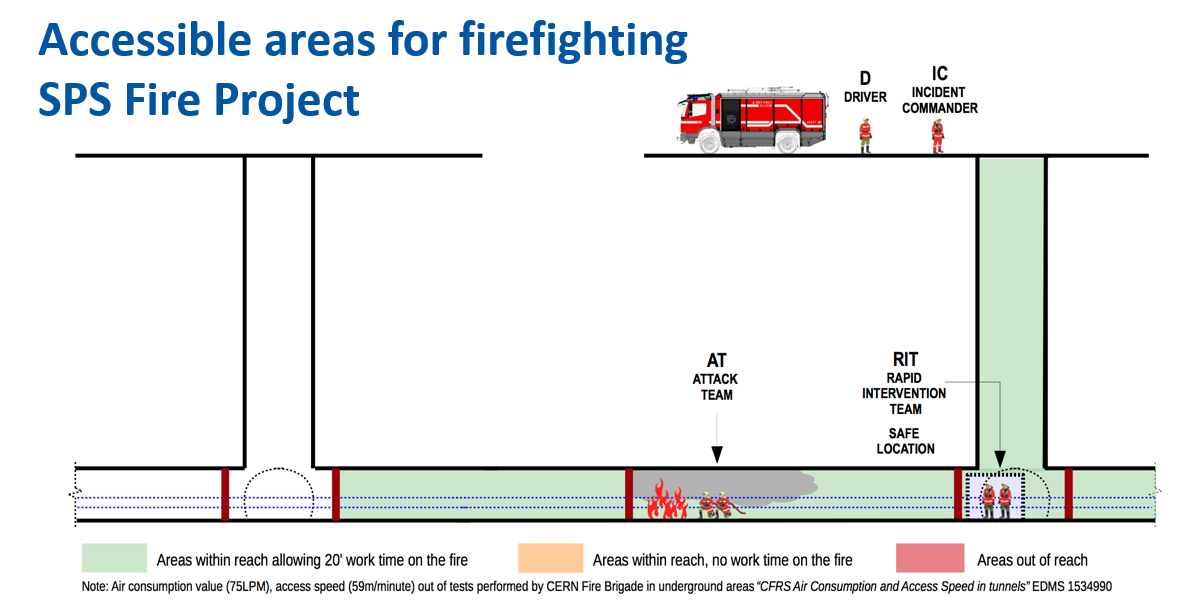 Accessible areas for firefighting
SPS Fire Project
D
DRIVER
IC
INCIDENT
COMMANDER
AT
ATTACK
TEAM
RIT
RAPID
INTERVENTION
TEAM
SAFE
LOCATION
Areas within reach allowing 20' work time on the fire
Areas within reach, no work time on the fire
Areas out of reach
Note: Air consumption value (75LPM), access speed (59m/minute) out of tests performed by CERN Fire Brigade in underground areas “CFRS Air Consumption and Access Speed in tunnels” EDMS 1534990